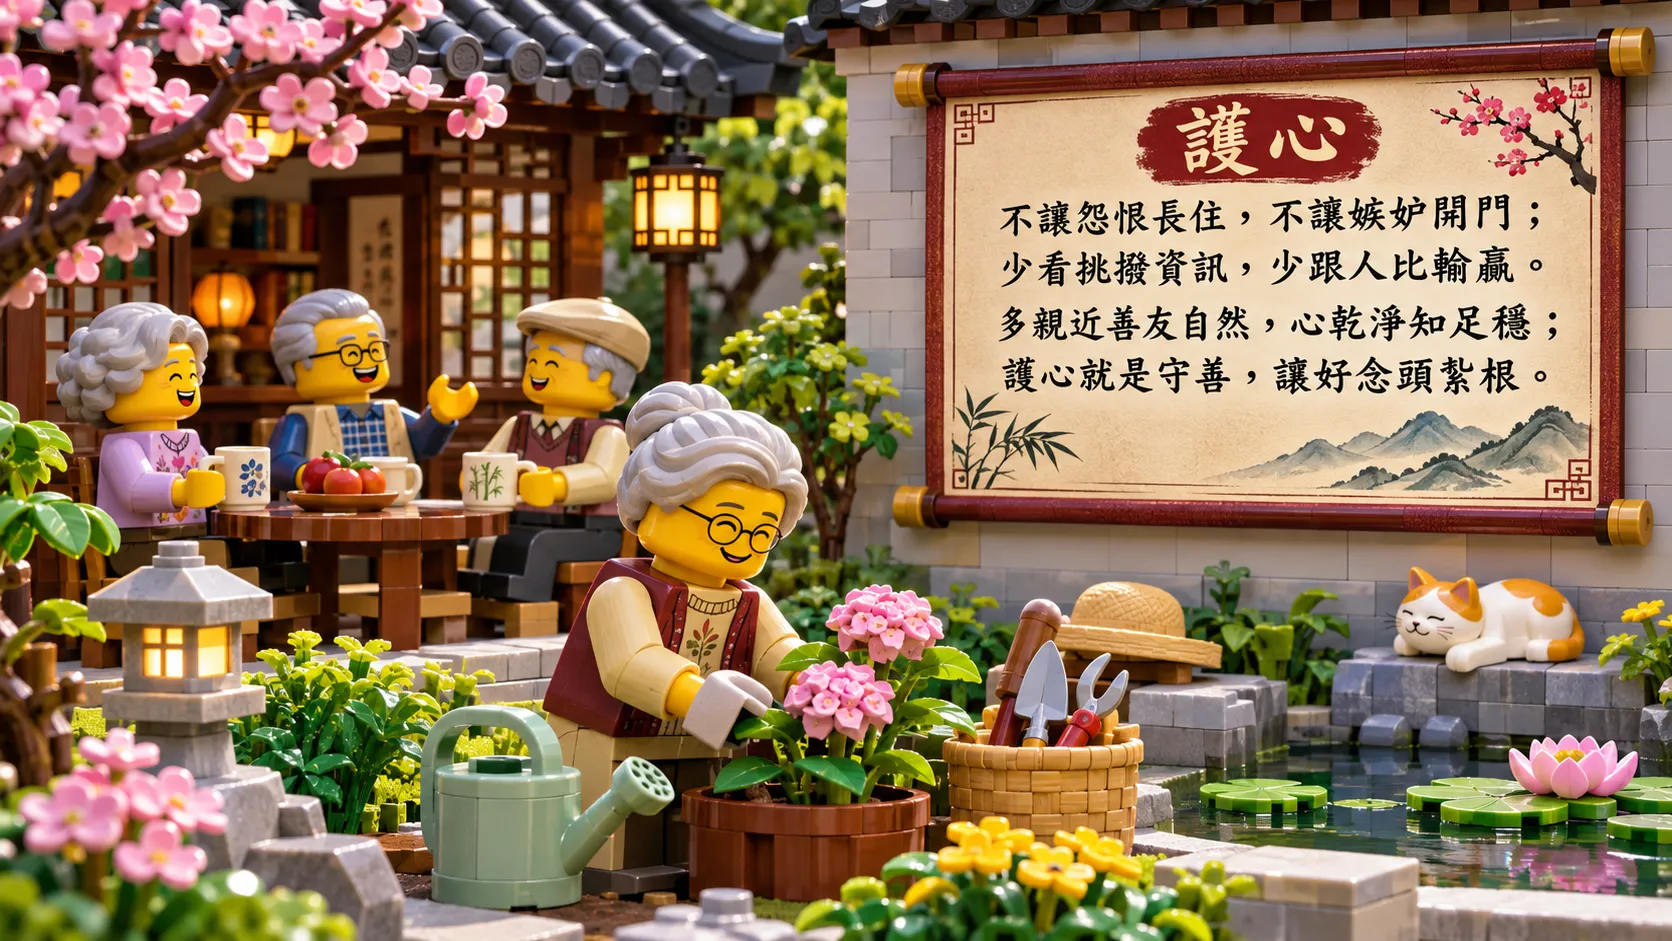 護心
不讓怨恨長住，不讓嫉妒開門；
少看挑撥資訊，少跟人比輸贏。
多親近善友自然，心乾淨知足穩；
護心就是守善，讓好念頭紮根。